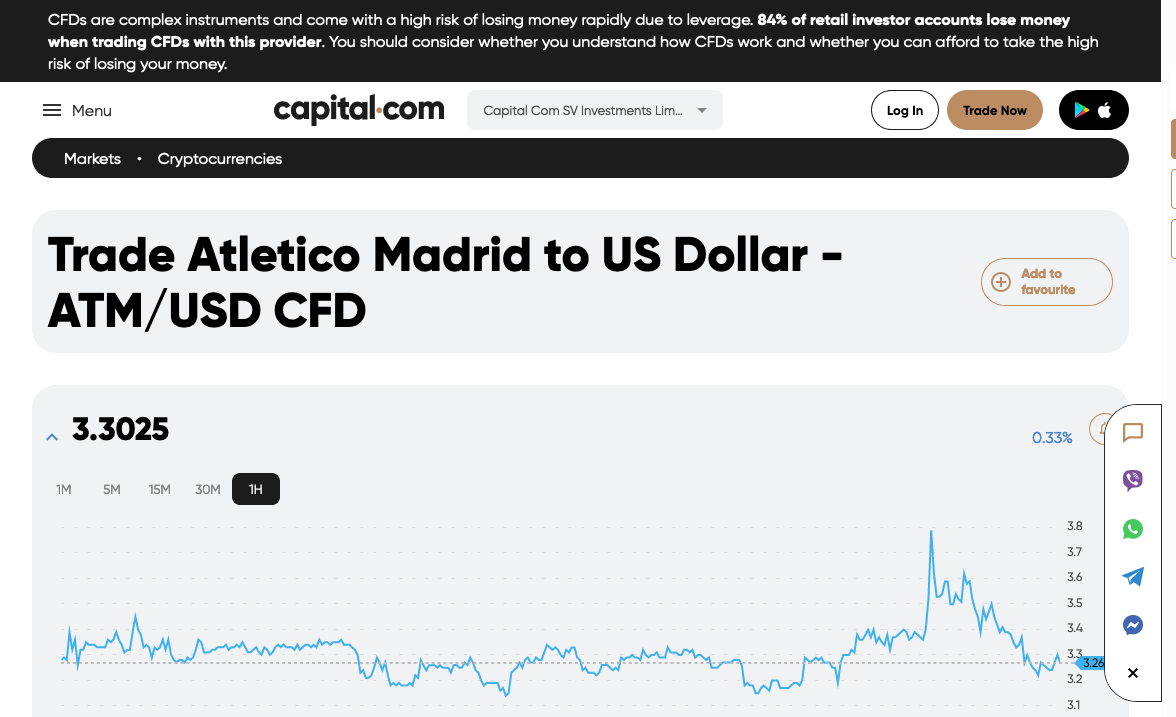 CFDs are complex instruments and come with a high risk of losing money rapidly due to leverage. 84% of retail investor accounts lose money
when trading CFDs with this provider. You should consider whether you understand how CFDs work and whether you can afford to take the high
risk of losing your money.
Menu
capital.com
Capital Com SV Investments Lim...
Log In
Trade Now
Markets • Cryptocurrencies
Trade Atletico Madrid to US Dollar -
ATM/USD CFD
Add to
favourite
3.3025
0.33%
1M 5M 15M 30M 1H
3.8
3.7
3.6
3.5
3.4
3.3
3.26
3.2
3.1